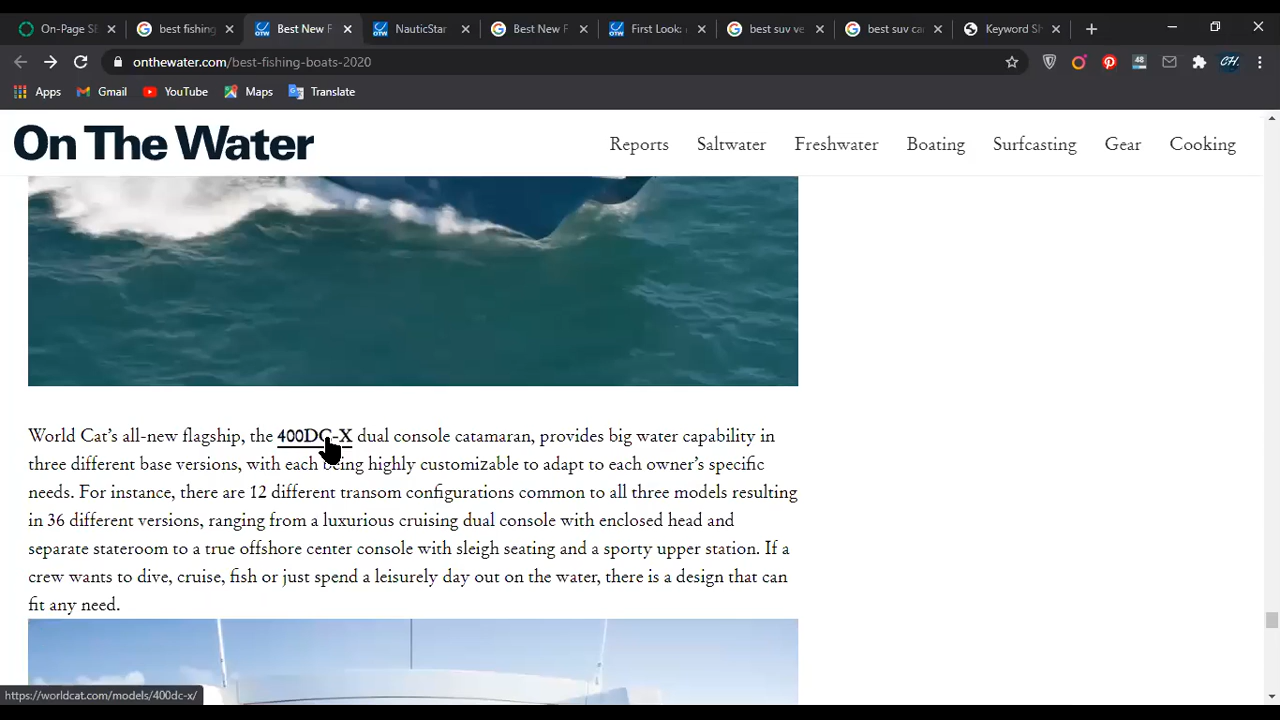 On-Page SE
best fishing
Best New F
NauticStar
Best New F
First Look:
best suv ve
best suv ca
Keyword Sh
onthewater.com/best-fishing-boats-2020
48
CH
Apps
Gmail
YouTube
Maps
Translate
On The Water
Reports
Saltwater
Freshwater
Boating
Surfcasting
Gear
Cooking
World Cat's all-new flagship, the 400DC-X dual console catamaran, provides big water capability in
three different base versions, with each being highly customizable to adapt to each owner's specific
needs. For instance, there are 12 different transom configurations common to all three models resulting
in 36 different versions, ranging from a luxurious cruising dual console with enclosed head and
separate stateroom to a true offshore center console with sleigh seating and a sporty upper station. If a
crew wants to dive, cruise, fish or just spend a leisurely day out on the water, there is a design that can
fit any need.
https://worldcat.com/models/400dc-x/